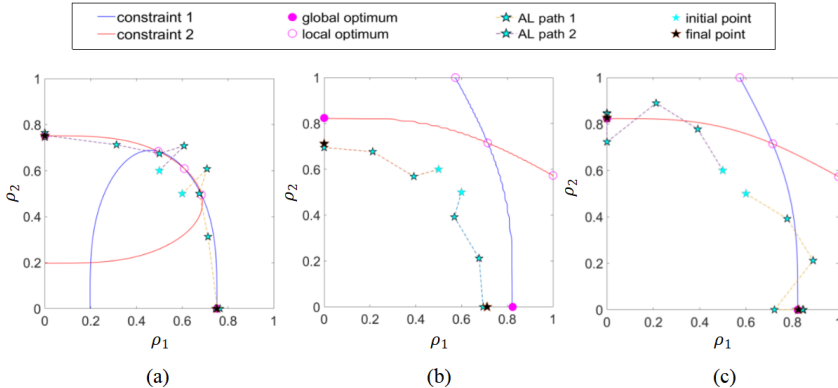 constraint 1 global optimum AL path 1 initial point
constraint 2 local optimum AL path 2 final point
1 1 1
0.8 0.8 0.8
0.6 0.6 0.6
ρ2 ρ2 ρ2
0.4 0.4 0.4
0.2 0.2 0.2
0 0 0
0 0.2 0.4 0.6 0.8 1 0 0.2 0.4 0.6 0.8 1 0 0.2 0.4 0.6 0.8 1
ρ1 ρ1 ρ1
(a) (b) (c)